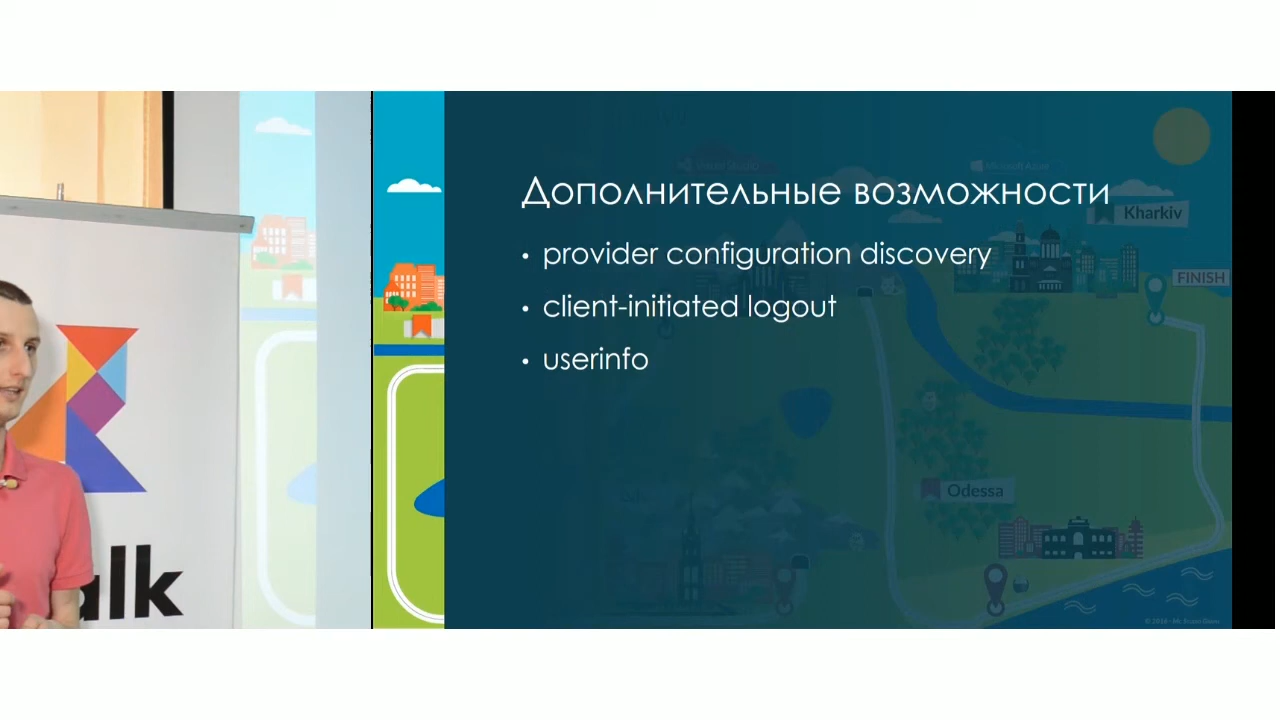 Дополнительные возможности
• provider configuration discovery
• client-initiated logout
• userinfo
Kharkiv
FINISH
Odessa
alk